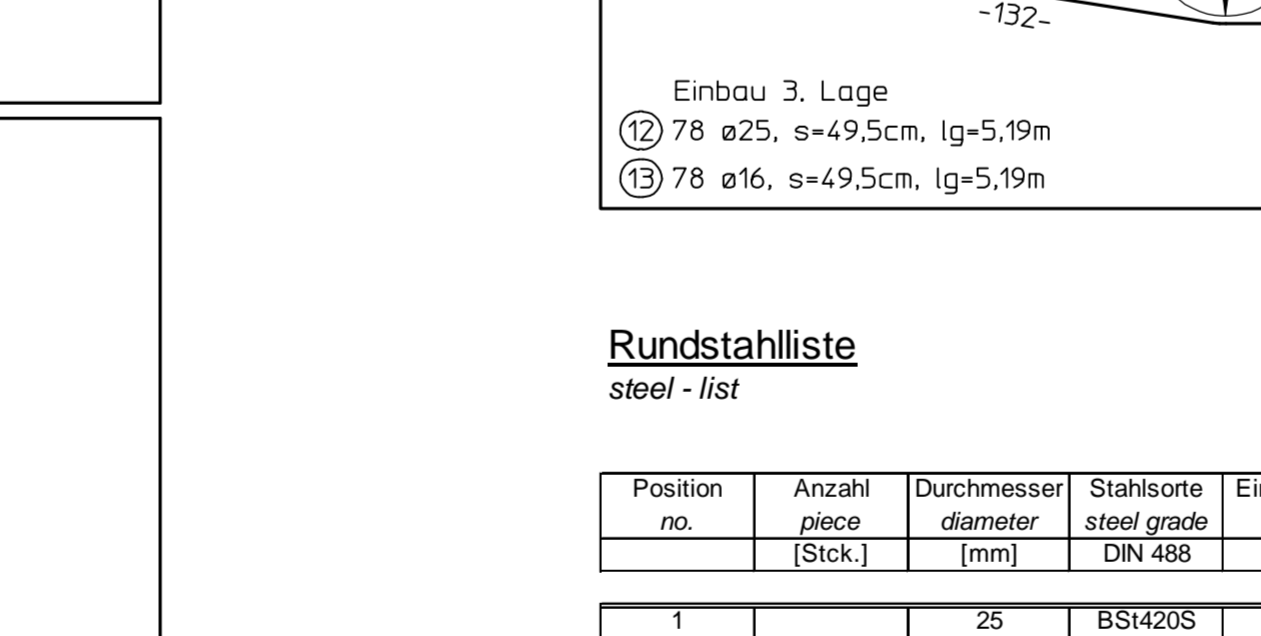 -132-
Einbau 3. Lage
12 78 ø25, s=49,5cm, lg=5,19m
13 78 ø16, s=49,5cm, lg=5,19m
Rundstahlliste
steel - list
Position Anzahl Durchmesser Stahlsorte
no. piece diameter steel grade
[Stck.] [mm] DIN 488
1 25 BSt420S